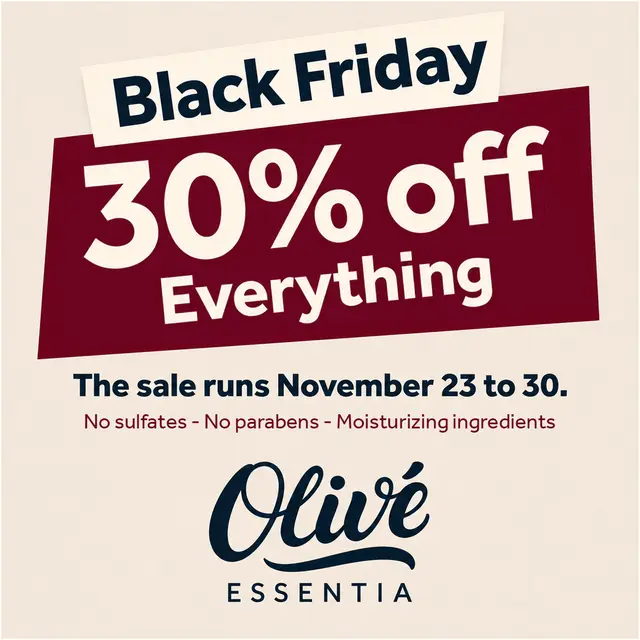 Black Friday
30% off
Everything
The sale runs November 23 to 30.
No sulfates - No parabens - Moisturizing ingredients
Olivé
ESSENTIA